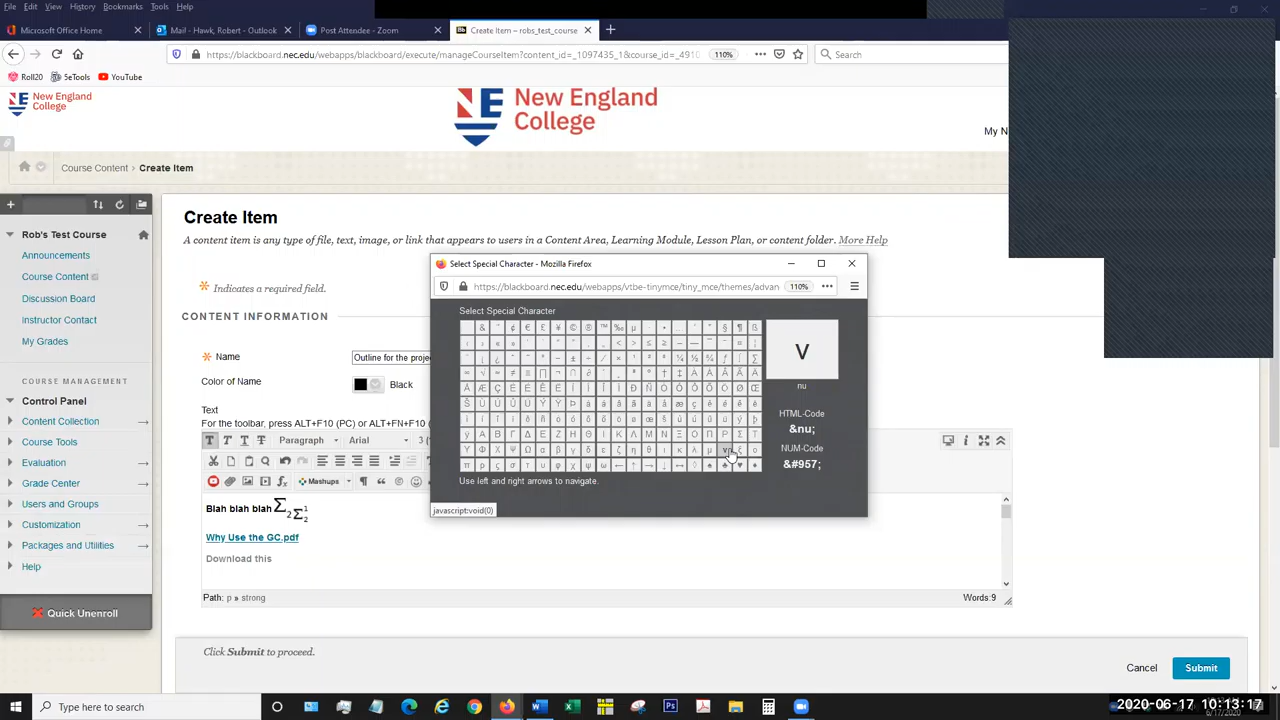 File Edit View History Bookmarks Tools Help
Microsoft Office Home
Mail - Hawk, Robert - Outlook
Post Attendee - Zoom
Create Item – robs_test_course
https://blackboard.nec.edu/webapps/blackboard/execute/manageCourseItem?content_id=_1097435_1&course_id=_4910
110%
Search
Roll20
5eTools
YouTube
New England
College
New England
College
My N
Course Content › Create Item
Rob's Test Course
Announcements
Course Content
Discussion Board
Instructor Contact
My Grades
COURSE MANAGEMENT
Control Panel
Content Collection
Course Tools
Evaluation
Grade Center
Users and Groups
Customization
Packages and Utilities
Help
Quick Unenroll
Create Item
A content item is any type of file, text, image, or link that appears to users in a Content Area, Learning Module, Lesson Plan, or content folder. More Help
Indicates a required field.
CONTENT INFORMATION
Name
Outline for the proje
Color of Name
Black
Text
For the toolbar, press ALT+F10 (PC) or ALT+FN+F10 (
Paragraph
Arial
3 (
Mashups
Blah blah blah Σ₂Σ
Why Use the GC.pdf
Download this
Path: p » strong
Words:9
Select Special Character - Mozilla Firefox
https://blackboard.nec.edu/webapps/vtbe-tinymce/tiny_mce/themes/advan
110%
Select Special Character
ν
nu
HTML-Code
&nu;
NUM-Code
&#957;
Use left and right arrows to navigate.
javascript:void(0)
Click Submit to proceed.
Cancel
Submit
Type here to search
2020-06-17 10:13:17